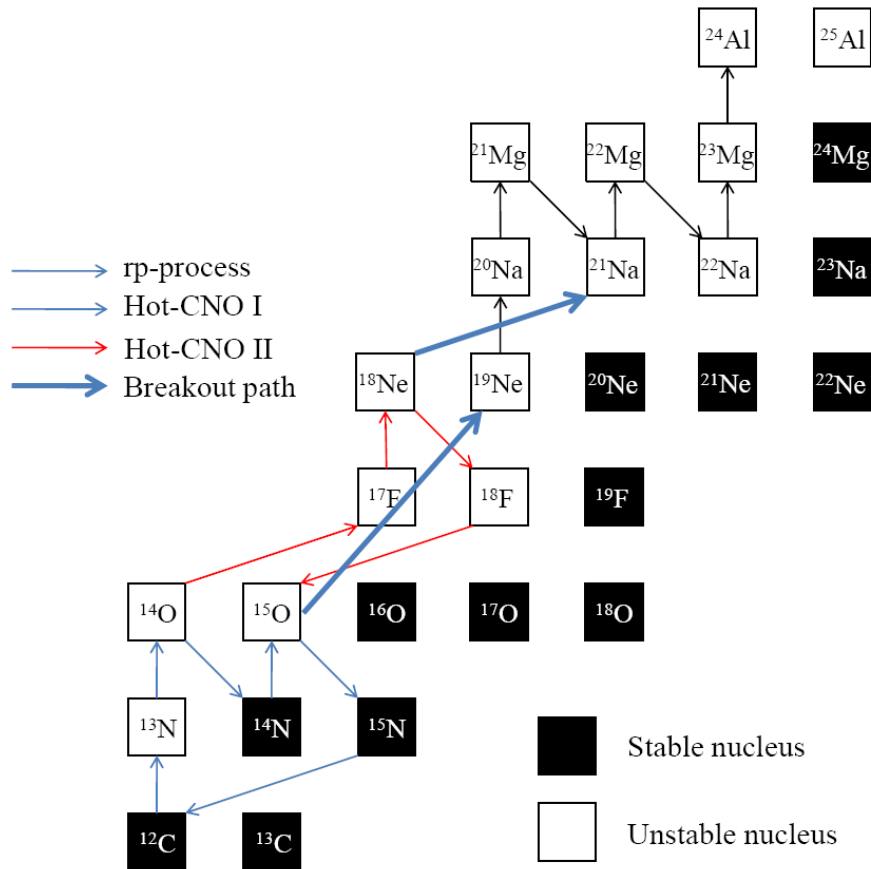 ²⁴Al ²⁵Al
²¹Mg ²²Mg ²³Mg ²⁴Mg
rp-process
Hot-CNO I
Hot-CNO II
Breakout path
²⁰Na ²¹Na ²²Na ²³Na
¹⁸Ne ¹⁹Ne ²⁰Ne ²¹Ne ²²Ne
¹⁷F ¹⁸F ¹⁹F
¹⁴O ¹⁵O ¹⁶O ¹⁷O ¹⁸O
¹³N ¹⁴N ¹⁵N
¹²C ¹³C
Stable nucleus
Unstable nucleus